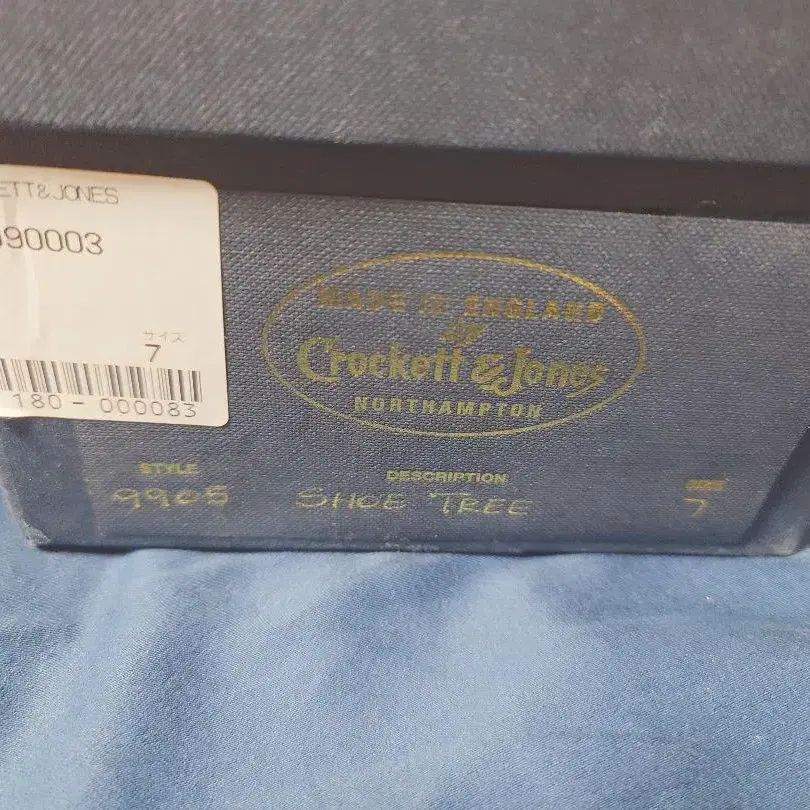 ETT&JONES
90003
サイズ
7
180-000083
MADE IN ENGLAND
BY
Crockett & Jones
NORTHAMPTON
STYLE DESCRIPTION SIZE
9905 SHOE TREE 7